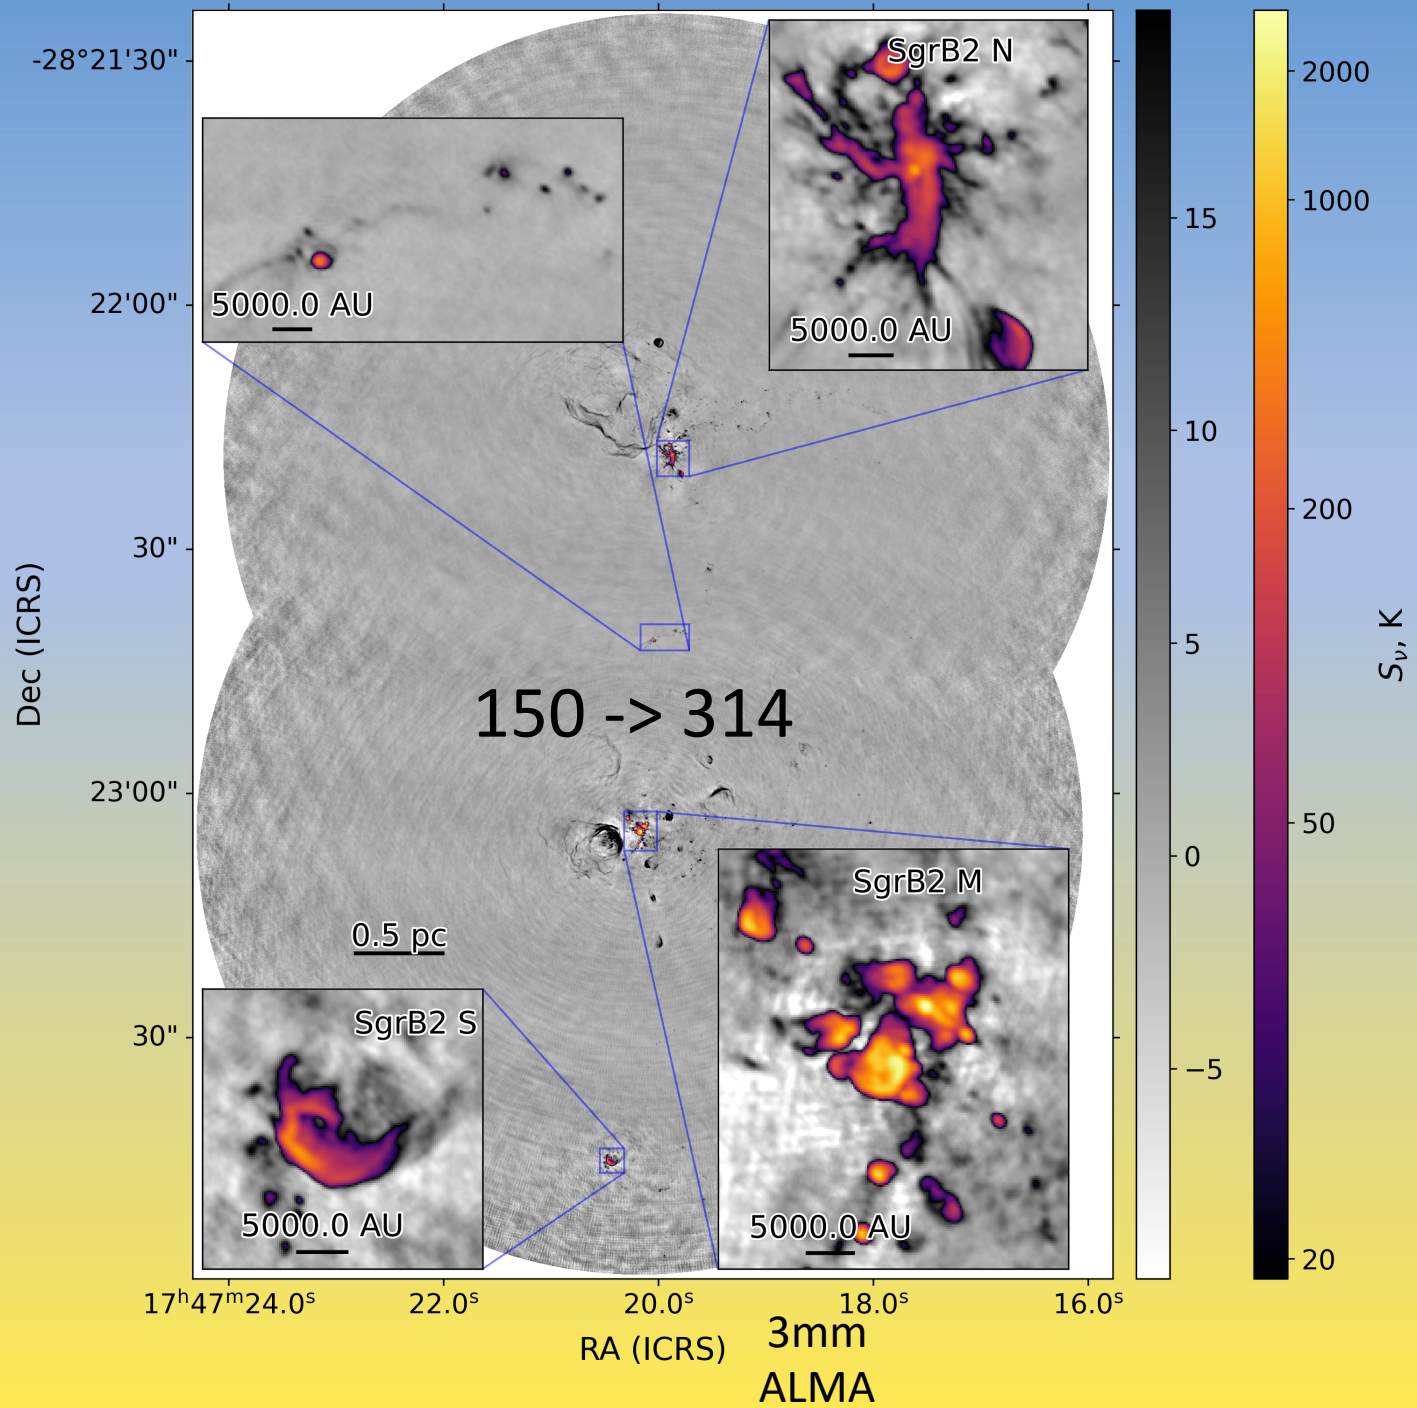 -28°21'30"
22'00"
30"
23'00"
30"
Dec (ICRS)
SgrB2 N
5000.0 AU
5000.0 AU
150 -> 314
0.5 pc
SgrB2 M
5000.0 AU
SgrB2 S
5000.0 AU
17ʰ47ᵐ24.0ˢ 22.0ˢ 20.0ˢ 18.0ˢ 16.0ˢ
RA (ICRS)
3mm
ALMA
15
10
5
0
−5
2000
1000
200
50
20
Sν, K